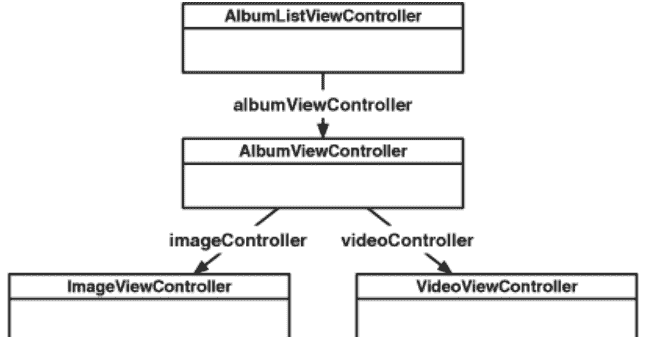 AlbumListViewController
albumViewController
AlbumViewController
imageController videoController
ImageViewController VideoViewController